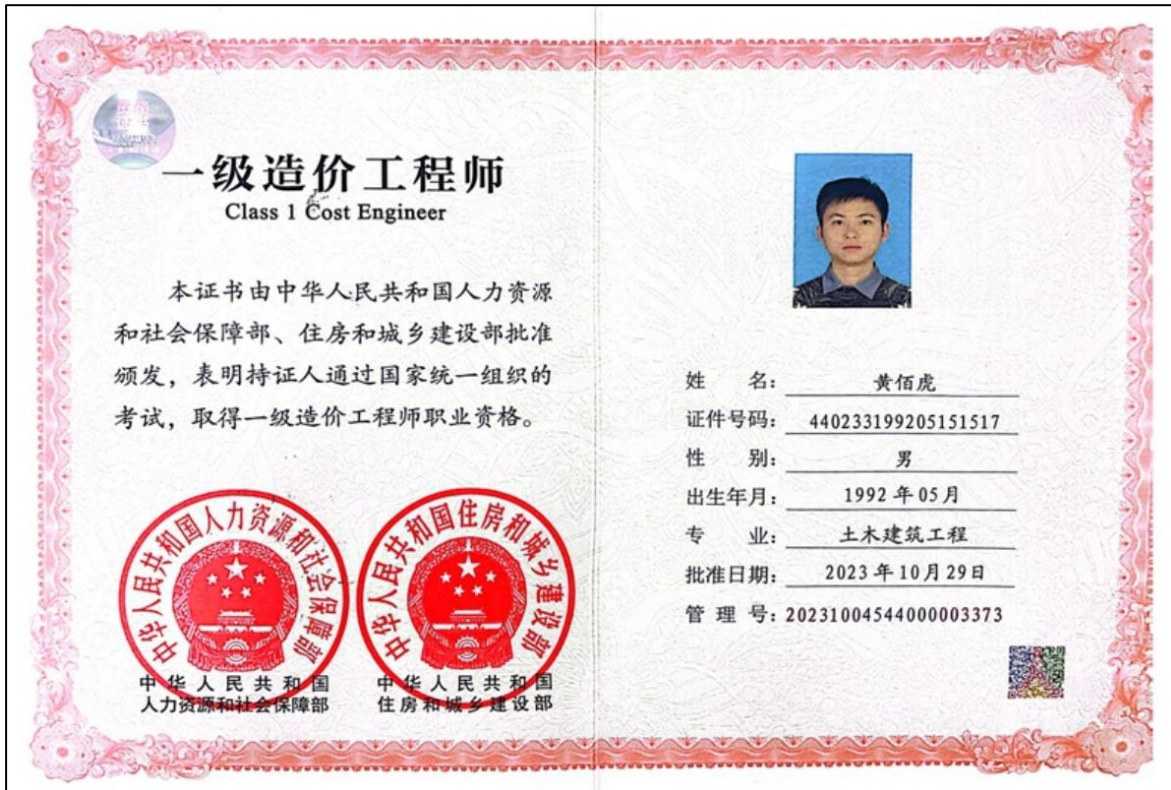 一级造价工程师
Class 1 Cost Engineer
本证书由中华人民共和国人力资源
和社会保障部、住房和城乡建设部批准
颁发，表明持证人通过国家统一组织的
考试，取得一级造价工程师职业资格。
中华人民共和国人力资源和社会保障部
中华人民共和国
人力资源和社会保障部
中华人民共和国住房和城乡建设部
中华人民共和国
住房和城乡建设部
姓 名：黄佰虎
证件号码：440233199205151517
性 别：男
出生年月：1992年05月
专 业：土木建筑工程
批准日期：2023年10月29日
管 理 号：20231004544000003373